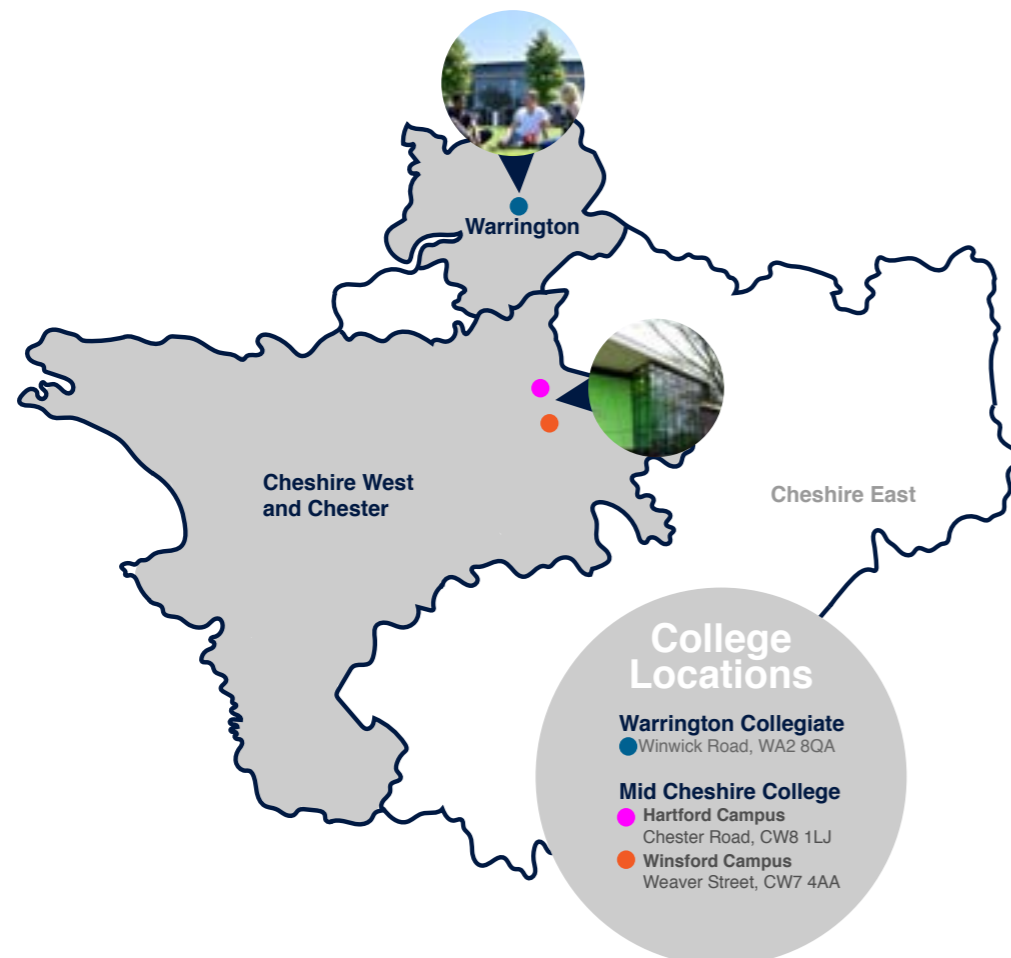 Warrington
Cheshire West
and Chester
Cheshire East
College
Locations
Warrington Collegiate
Winwick Road, WA2 8QA
Mid Cheshire College
Hartford Campus
Chester Road, CW8 1LJ
Winsford Campus
Weaver Street, CW7 4AA